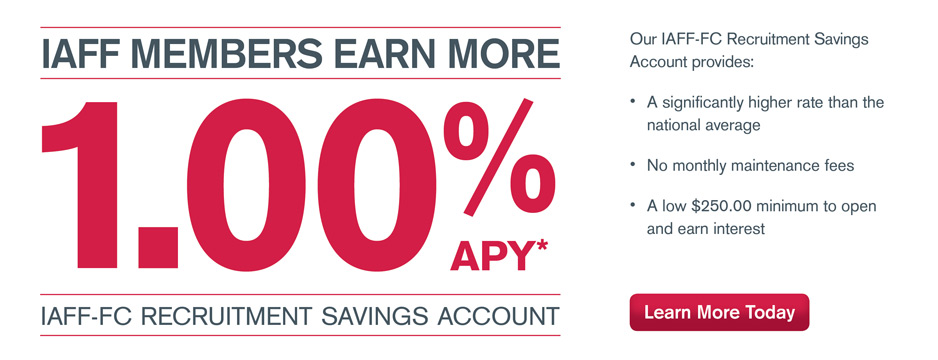 IAFF MEMBERS EARN MORE
1.00%
APY*
IAFF-FC RECRUITMENT SAVINGS ACCOUNT
Our IAFF-FC Recruitment Savings
Account provides:
• A significantly higher rate than the
national average
• No monthly maintenance fees
• A low $250.00 minimum to open
and earn interest
Learn More Today